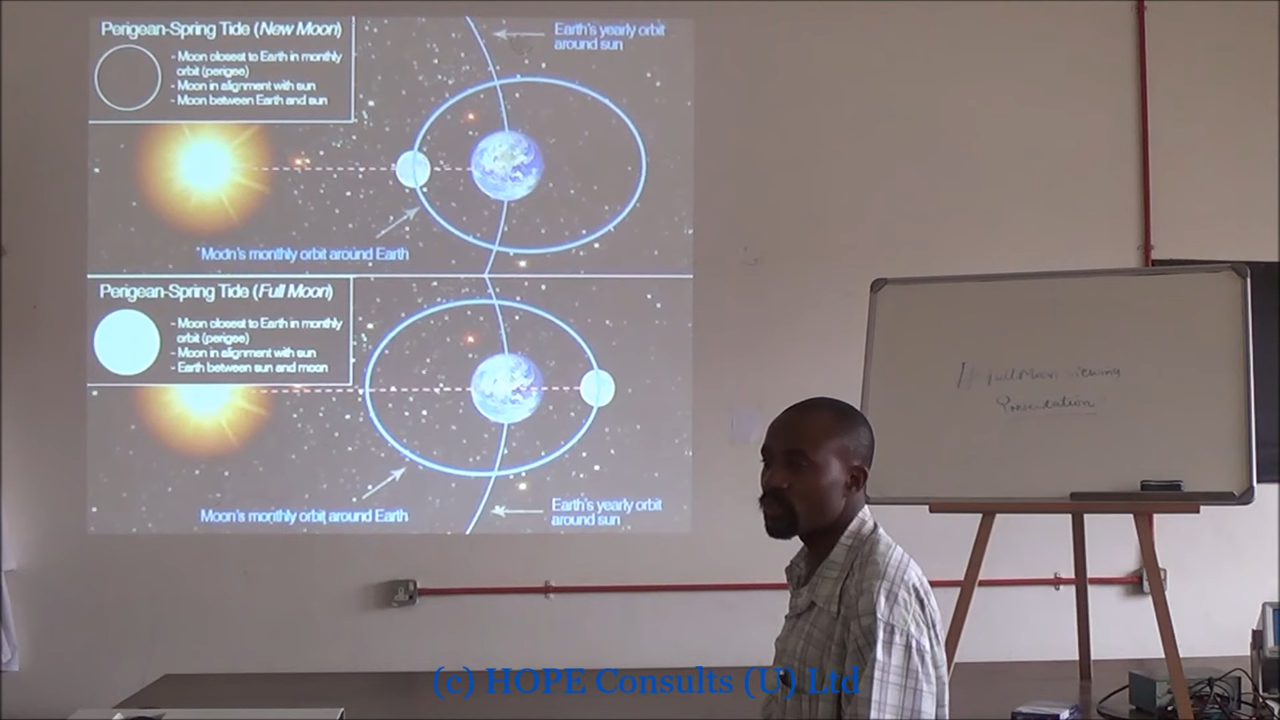 Perigean-Spring Tide (New Moon)
- Moon closest to Earth in monthly
orbit (perigee)
- Moon in alignment with sun
- Moon between Earth and sun
Earth's yearly orbit
around sun
Moon's monthly orbit around Earth
Perigean-Spring Tide (Full Moon)
- Moon closest to Earth in monthly
orbit (perigee)
- Moon in alignment with sun
- Earth between sun and moon
Moon's monthly orbit around Earth
Earth's yearly orbit
around sun
full Moon viewing
Presentation
(c) HOPE Consults (U) Ltd